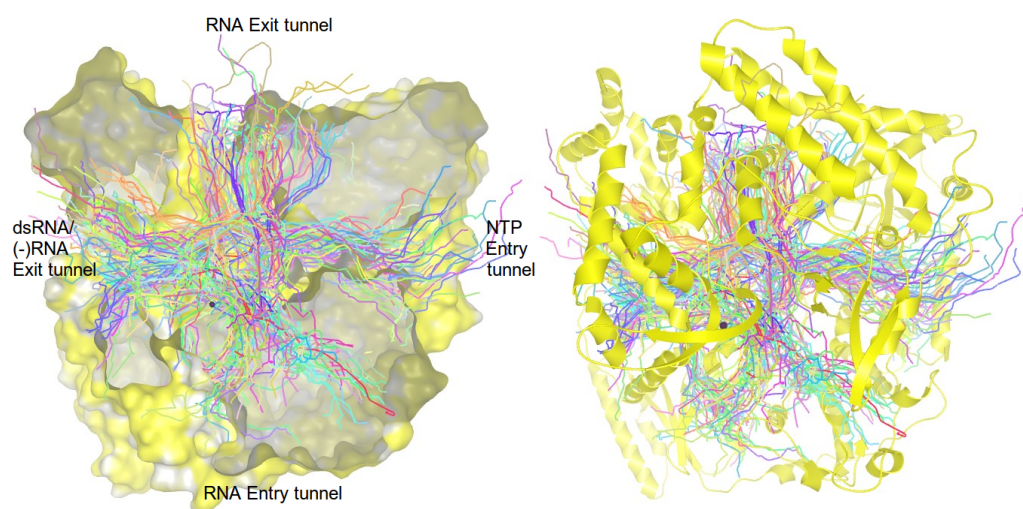 RNA Exit tunnel
dsRNA/
(-)RNA
Exit tunnel
NTP
Entry
tunnel
RNA Entry tunnel